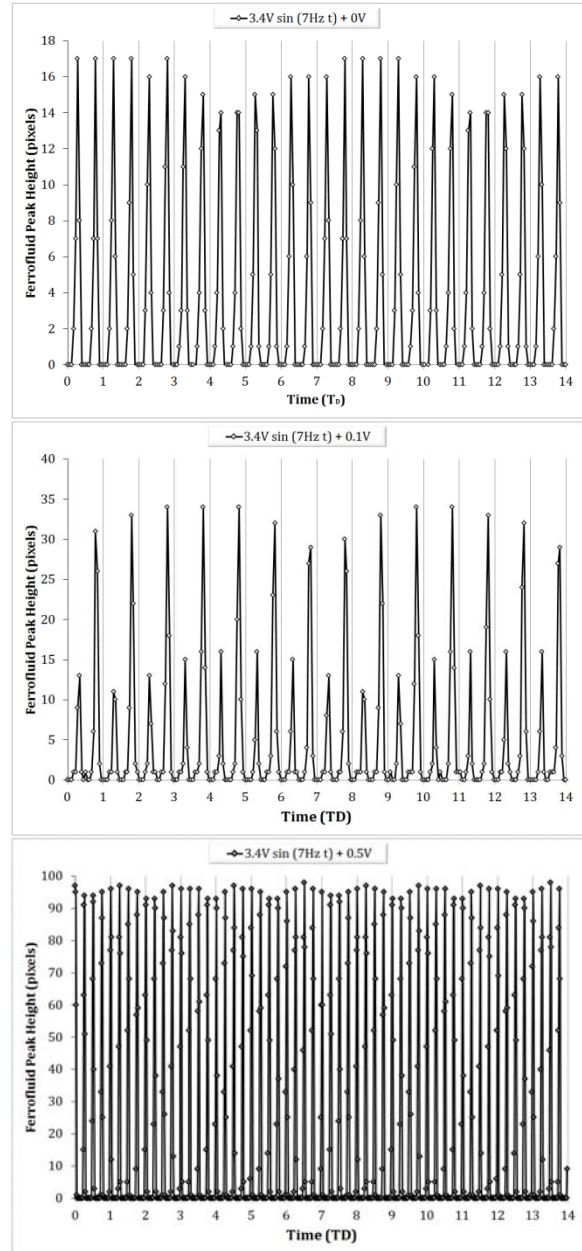 3.4V sin (7Hz t) + 0V
Ferrofluid Peak Height (pixels)
18
16
14
12
10
8
6
4
2
0
0 1 2 3 4 5 6 7 8 9 10 11 12 13 14
Time (T_D)
3.4V sin (7Hz t) + 0.1V
Ferrofluid Peak Height (pixels)
40
35
30
25
20
15
10
5
0
0 1 2 3 4 5 6 7 8 9 10 11 12 13 14
Time (TD)
3.4V sin (7Hz t) + 0.5V
Ferrofluid Peak Height (pixels)
100
90
80
70
60
50
40
30
20
10
0
0 1 2 3 4 5 6 7 8 9 10 11 12 13 14
Time (TD)